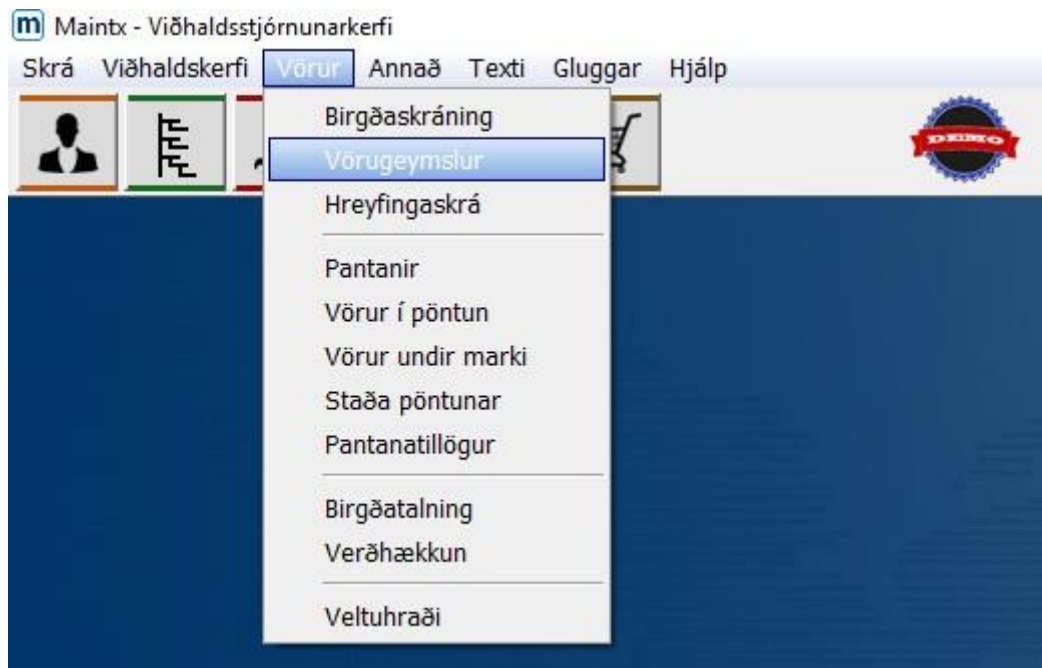 m Maintx - Viðhaldsstjórnunarkerfi
Skrá Viðhaldskerfi Vörur Annað Texti Gluggar Hjálp
DEMO
Birgðaskráning
Vörugeymslur
Hreyfingaskrá
Pantanir
Vörur í pöntun
Vörur undir marki
Staða pöntunar
Pantanatillögur
Birgðatalning
Verðhækkun
Veltuhraði